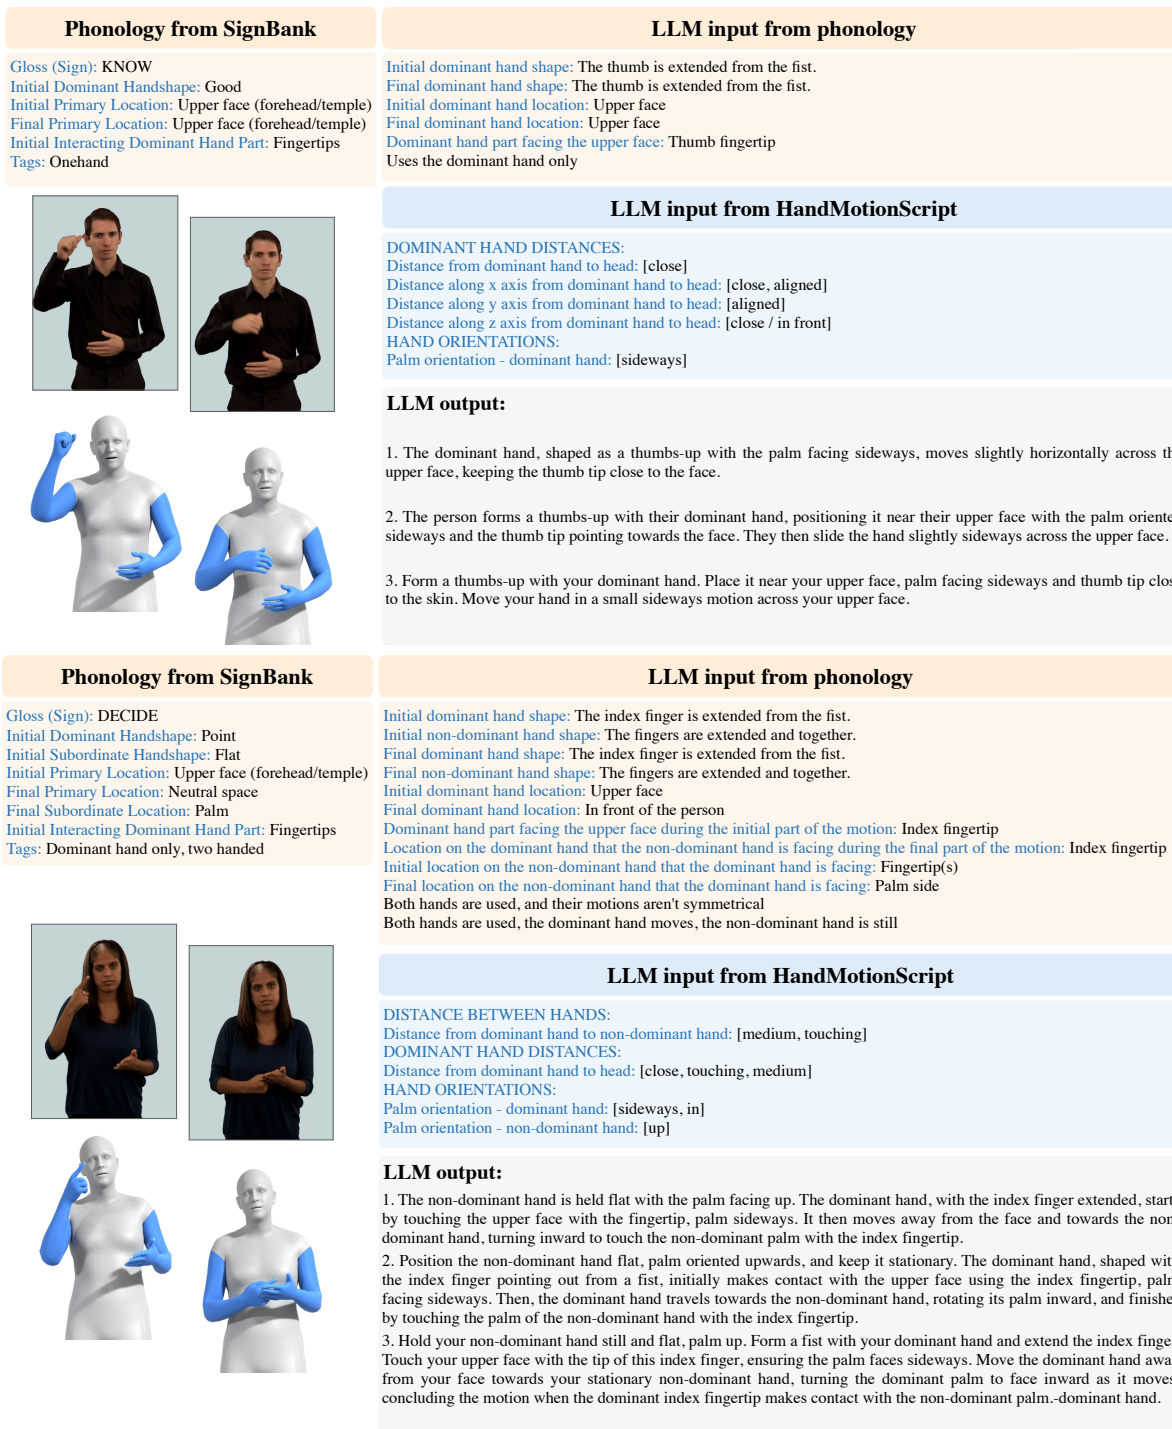 Phonology from SignBank
Gloss (Sign): KNOW
Initial Dominant Handshape: Good
Initial Primary Location: Upper face (forehead/temple)
Final Primary Location: Upper face (forehead/temple)
Initial Interacting Dominant Hand Part: Fingertips
Tags: Onehand
LLM input from phonology
Initial dominant hand shape: The thumb is extended from the fist.
Final dominant hand shape: The thumb is extended from the fist.
Initial dominant hand location: Upper face
Final dominant hand location: Upper face
Dominant hand part facing the upper face: Thumb fingertip
Uses the dominant hand only
LLM input from HandMotionScript
DOMINANT HAND DISTANCES:
Distance from dominant hand to head: [close]
Distance along x axis from dominant hand to head: [close, aligned]
Distance along y axis from dominant hand to head: [aligned]
Distance along z axis from dominant hand to head: [close / in front]
HAND ORIENTATIONS:
Palm orientation - dominant hand: [sideways]
LLM output:
1. The dominant hand, shaped as a thumbs-up with the palm facing sideways, moves slightly horizontally across th
upper face, keeping the thumb tip close to the face.
2. The person forms a thumbs-up with their dominant hand, positioning it near their upper face with the palm oriente
sideways and the thumb tip pointing towards the face. They then slide the hand slightly sideways across the upper face.
3. Form a thumbs-up with your dominant hand. Place it near your upper face, palm facing sideways and thumb tip clos
to the skin. Move your hand in a small sideways motion across your upper face.
Phonology from SignBank
Gloss (Sign): DECIDE
Initial Dominant Handshape: Point
Initial Subordinate Handshape: Flat
Initial Primary Location: Upper face (forehead/temple)
Final Primary Location: Neutral space
Final Subordinate Location: Palm
Initial Interacting Dominant Hand Part: Fingertips
Tags: Dominant hand only, two handed
LLM input from phonology
Initial dominant hand shape: The index finger is extended from the fist.
Initial non-dominant hand shape: The fingers are extended and together.
Final dominant hand shape: The index finger is extended from the fist.
Final non-dominant hand shape: The fingers are extended and together.
Initial dominant hand location: Upper face
Final dominant hand location: In front of the person
Dominant hand part facing the upper face during the initial part of the motion: Index fingertip
Location on the dominant hand that the non-dominant hand is facing during the final part of the motion: Index fingertip
Initial location on the non-dominant hand that the dominant hand is facing: Fingertip(s)
Final location on the non-dominant hand that the dominant hand is facing: Palm side
Both hands are used, and their motions aren't symmetrical
Both hands are used, the dominant hand moves, the non-dominant hand is still
LLM input from HandMotionScript
DISTANCE BETWEEN HANDS:
Distance from dominant hand to non-dominant hand: [medium, touching]
DOMINANT HAND DISTANCES:
Distance from dominant hand to head: [close, touching, medium]
HAND ORIENTATIONS:
Palm orientation - dominant hand: [sideways, in]
Palm orientation - non-dominant hand: [up]
LLM output:
1. The non-dominant hand is held flat with the palm facing up. The dominant hand, with the index finger extended, start
by touching the upper face with the fingertip, palm sideways. It then moves away from the face and towards the non
dominant hand, turning inward to touch the non-dominant palm with the index fingertip.
2. Position the non-dominant hand flat, palm oriented upwards, and keep it stationary. The dominant hand, shaped wit
the index finger pointing out from a fist, initially makes contact with the upper face using the index fingertip, paln
facing sideways. Then, the dominant hand travels towards the non-dominant hand, rotating its palm inward, and finishe
by touching the palm of the non-dominant hand with the index fingertip.
3. Hold your non-dominant hand still and flat, palm up. Form a fist with your dominant hand and extend the index finge
Touch your upper face with the tip of this index finger, ensuring the palm faces sideways. Move the dominant hand awa
from your face towards your stationary non-dominant hand, turning the dominant palm to face inward as it moves
concluding the motion when the dominant index fingertip makes contact with the non-dominant palm.-dominant hand.